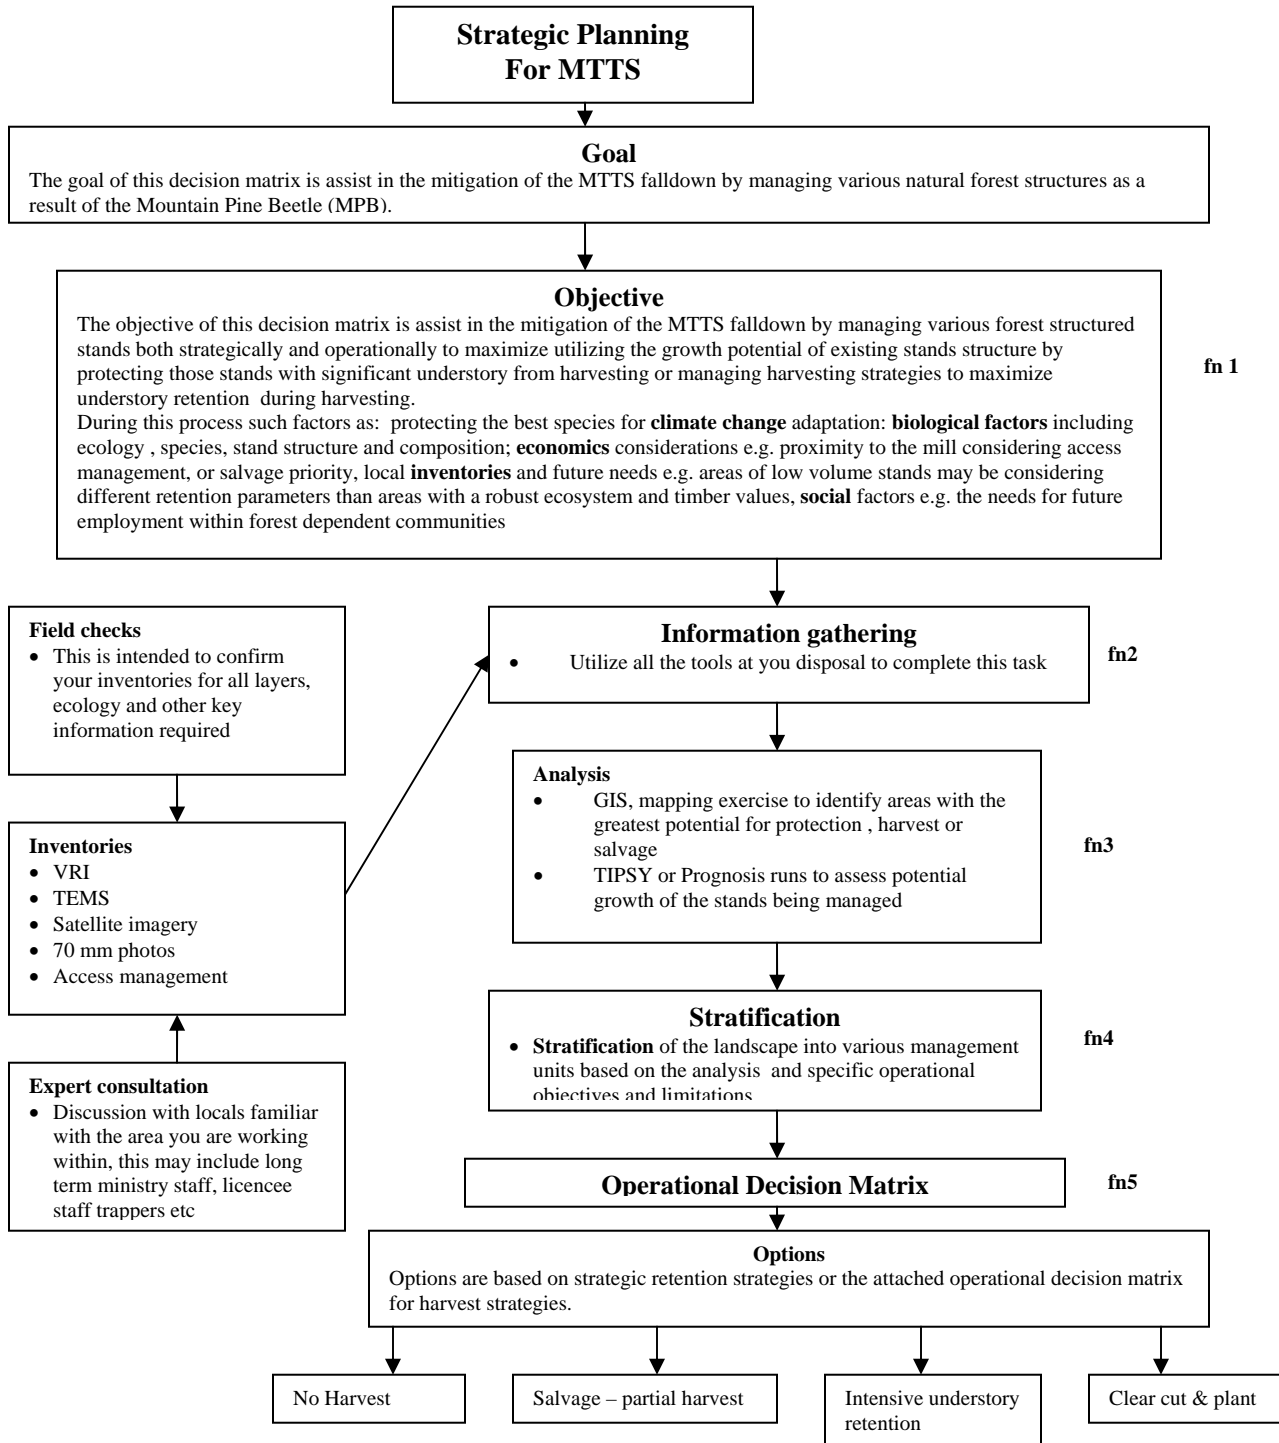 Strategic Planning
For MTTS
Goal
The goal of this decision matrix is assist in the mitigation of the MTTS falldown by managing various natural forest structures as a
result of the Mountain Pine Beetle (MPB).
Objective
The objective of this decision matrix is assist in the mitigation of the MTTS falldown by managing various forest structured
stands both strategically and operationally to maximize utilizing the growth potential of existing stands structure by
protecting those stands with significant understory from harvesting or managing harvesting strategies to maximize
understory retention during harvesting.
During this process such factors as: protecting the best species for climate change adaptation: biological factors including
ecology , species, stand structure and composition; economics considerations e.g. proximity to the mill considering access
management, or salvage priority, local inventories and future needs e.g. areas of low volume stands may be considering
different retention parameters than areas with a robust ecosystem and timber values, social factors e.g. the needs for future
employment within forest dependent communities
fn 1
Field checks
• This is intended to confirm
your inventories for all layers,
ecology and other key
information required
Inventories
• VRI
• TEMS
• Satellite imagery
• 70 mm photos
• Access management
Expert consultation
• Discussion with locals familiar
with the area you are working
within, this may include long
term ministry staff, licencee
staff trappers etc
Information gathering
• Utilize all the tools at you disposal to complete this task
fn2
Analysis
• GIS, mapping exercise to identify areas with the
greatest potential for protection , harvest or
salvage
• TIPSY or Prognosis runs to assess potential
growth of the stands being managed
fn3
Stratification
• Stratification of the landscape into various management
units based on the analysis and specific operational
objectives and limitations
fn4
Operational Decision Matrix
fn5
Options
Options are based on strategic retention strategies or the attached operational decision matrix
for harvest strategies.
No Harvest
Salvage – partial harvest
Intensive understory
retention
Clear cut & plant